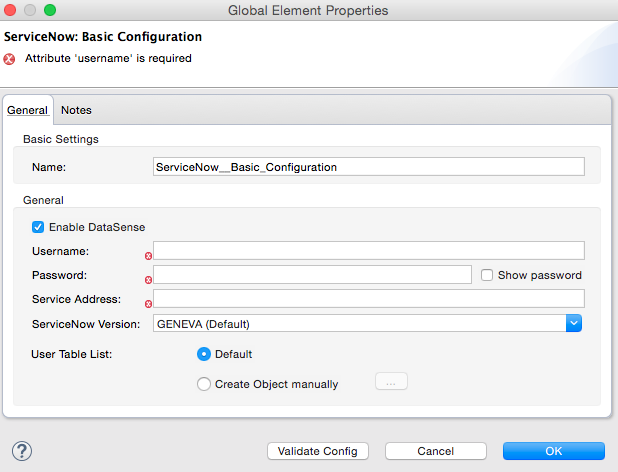 Global Element Properties
ServiceNow: Basic Configuration
Attribute 'username' is required
General Notes
Basic Settings
Name: ServiceNow__Basic_Configuration
General
Enable DataSense
Username:
Password: Show password
Service Address:
ServiceNow Version: GENEVA (Default)
User Table List: Default
Create Object manually ...
? Validate Config Cancel OK